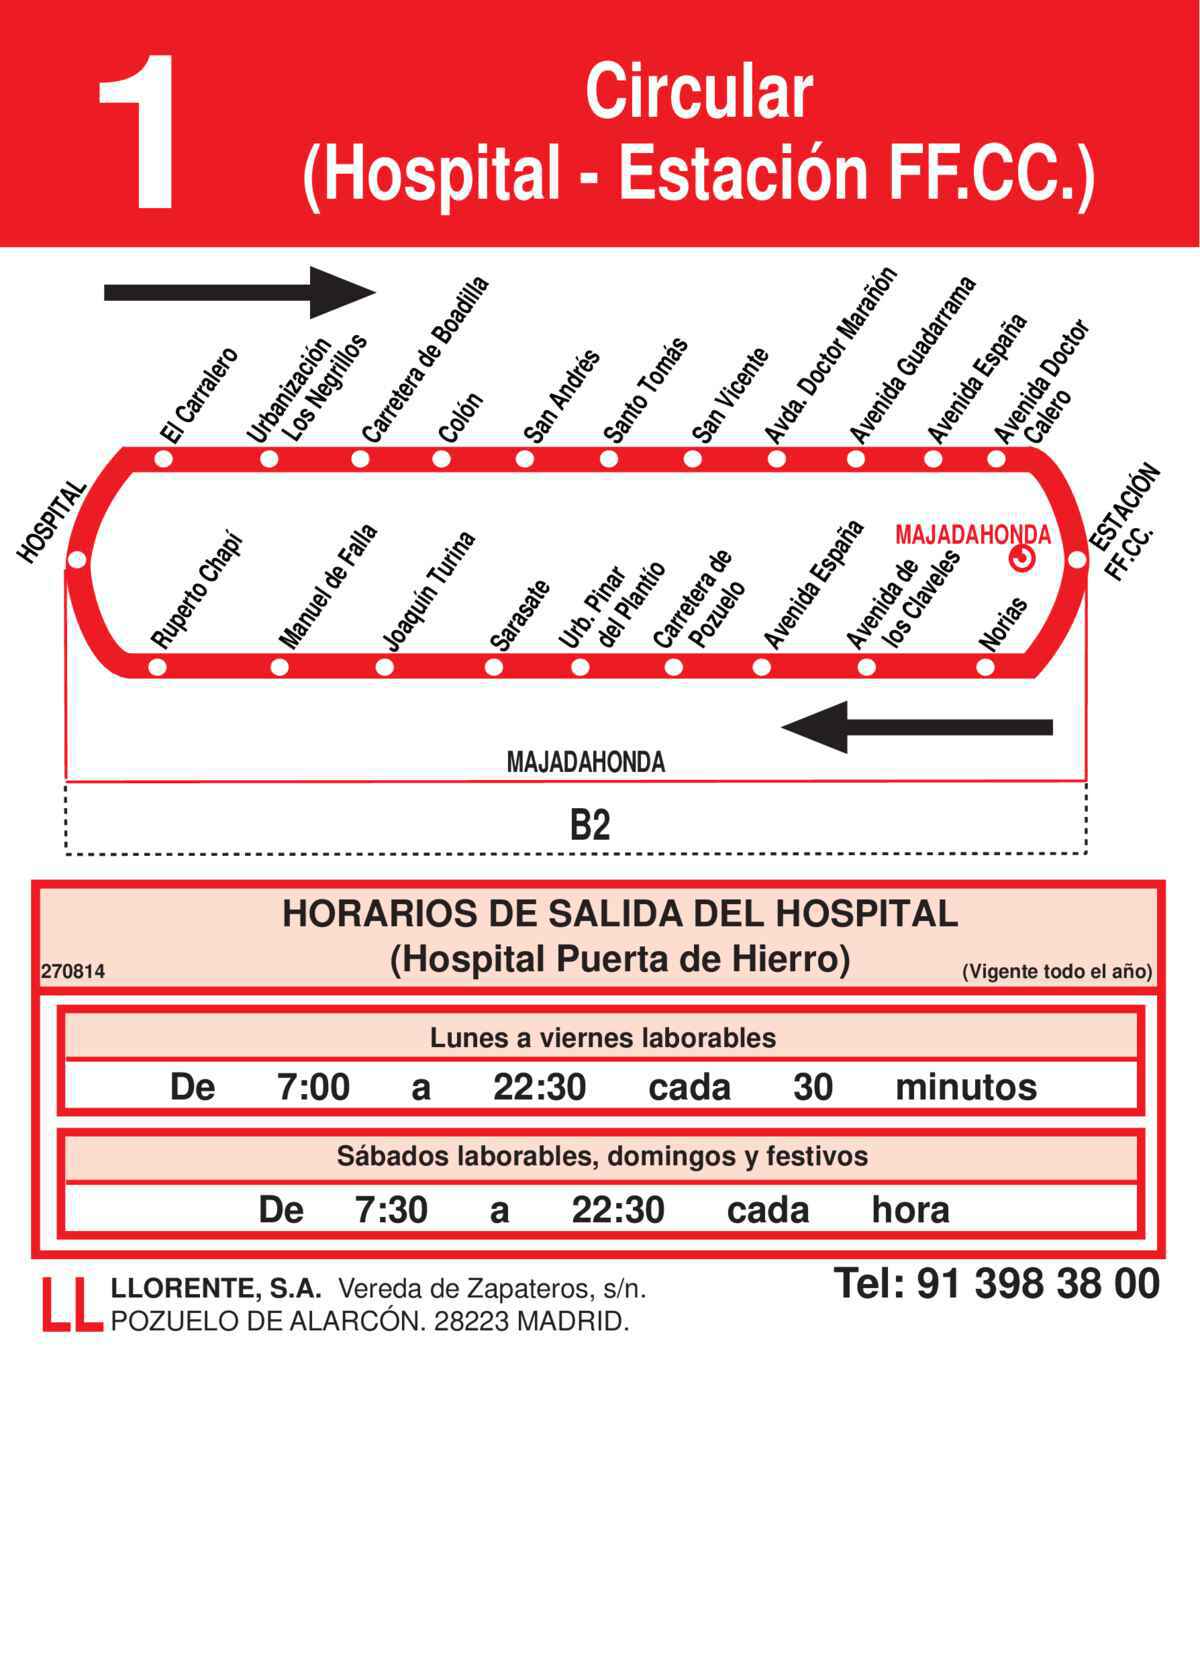 1
Circular
(Hospital - Estación FF.CC.)
El Carralero
Urbanización
Los Negrillos
Carretera de Boadilla
Colón
San Andrés
Santo Tomás
San Vicente
Avda. Doctor Marañón
Avenida Guadarrama
Avenida España
Avenida Doctor
Calero
HOSPITAL
ESTACIÓN
FF.CC.
MAJADAHONDA
Ruperto Chapí
Manuel de Falla
Joaquín Turina
Sarasate
Urb. Pinar
del Plantío
Carretera de
Pozuelo
Avenida España
Avenida de
los Claveles
Norias
MAJADAHONDA
B2
HORARIOS DE SALIDA DEL HOSPITAL
(Hospital Puerta de Hierro)
270814
(Vigente todo el año)
Lunes a viernes laborables
De 7:00 a 22:30 cada 30 minutos
Sábados laborables, domingos y festivos
De 7:30 a 22:30 cada hora
LL
LLORENTE, S.A. Vereda de Zapateros, s/n.
POZUELO DE ALARCÓN. 28223 MADRID.
Tel: 91 398 38 00